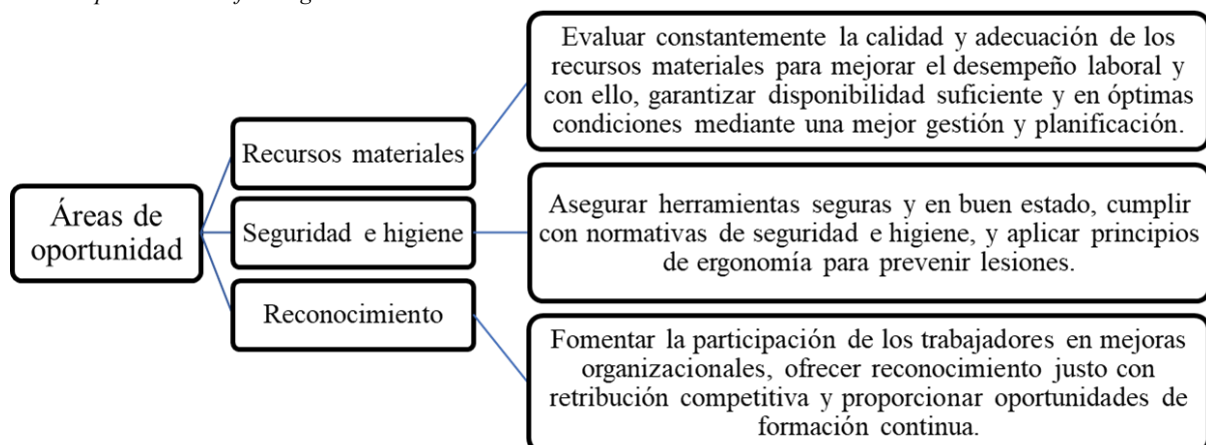 Áreas de
oportunidad
Recursos materiales
Evaluar constantemente la calidad y adecuación de los
recursos materiales para mejorar el desempeño laboral y
con ello, garantizar disponibilidad suficiente y en óptimas
condiciones mediante una mejor gestión y planificación.
Seguridad e higiene
Asegurar herramientas seguras y en buen estado, cumplir
con normativas de seguridad e higiene, y aplicar principios
de ergonomía para prevenir lesiones.
Reconocimiento
Fomentar la participación de los trabajadores en mejoras
organizacionales, ofrecer reconocimiento justo con
retribución competitiva y proporcionar oportunidades de
formación continua.